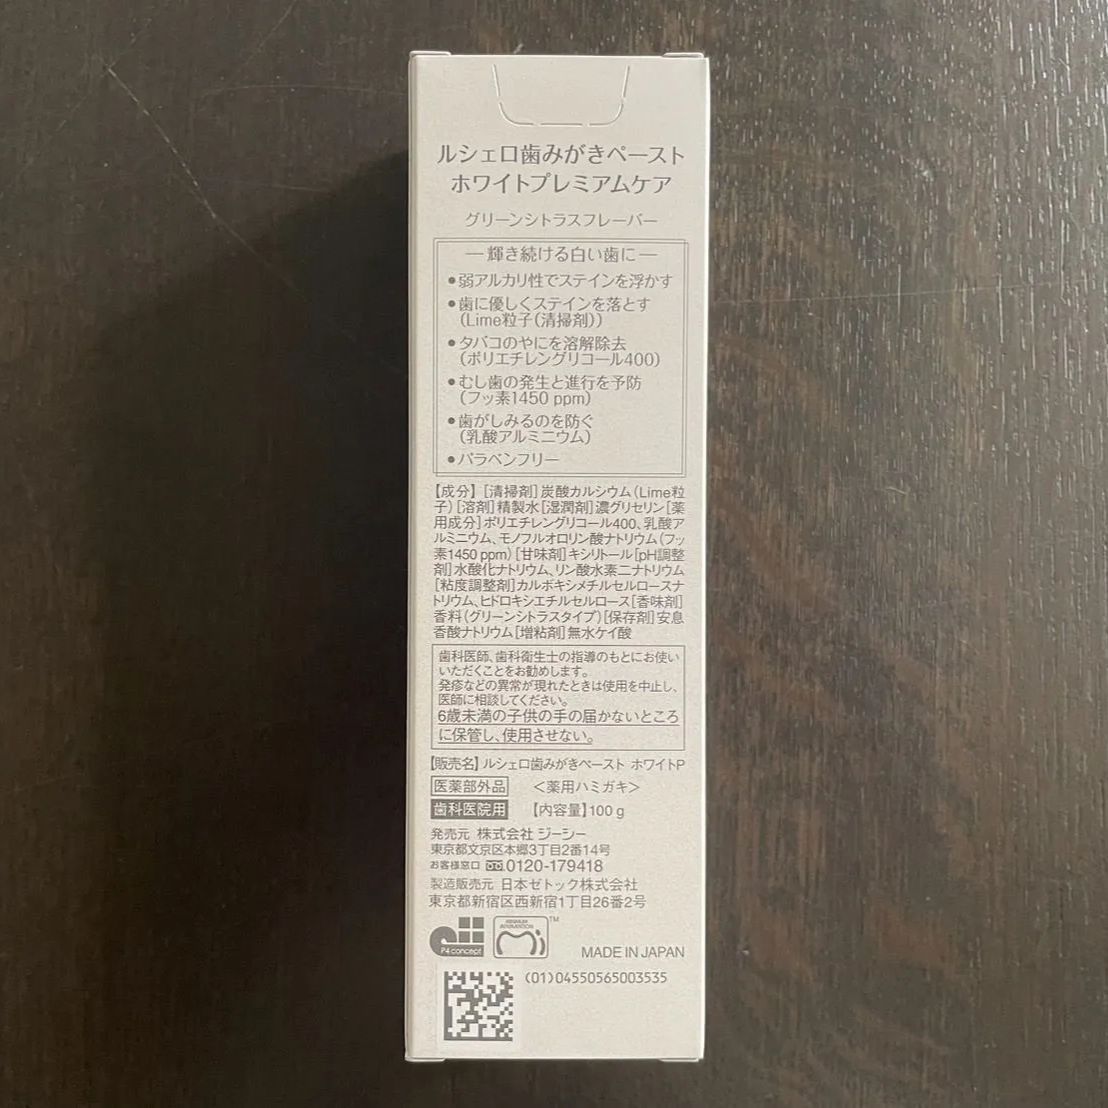 ルシェロ歯みがきペースト
ホワイトプレミアムケア
グリーンシトラスフレーバー
―輝き続ける白い歯に―
●弱アルカリ性でステインを浮かす
●歯に優しくステインを落とす
(Lime粒子(清掃剤))
●タバコのやにを溶解除去
(ポリエチレングリコール400)
●むし歯の発生と進行を予防
(フッ素1450 ppm)
●歯がしみるのを防ぐ
(乳酸アルミニウム)
●パラベンフリー
【成分】[清掃剤]炭酸カルシウム(Lime粒
子)[溶剤]精製水[湿潤剤]濃グリセリン[薬
用成分]ポリエチレングリコール400、乳酸ア
ルミニウム、モノフルオロリン酸ナトリウム(フッ
素1450 ppm)[甘味剤]キシリトール[pH調整
剤]水酸化ナトリウム、リン酸水素二ナトリウム
[粘度調整剤]カルボキシメチルセルロースナ
トリウム、ヒドロキシエチルセルロース[香味剤]
香料(グリーンシトラスタイプ)[保存剤]安息
香酸ナトリウム[増粘剤]無水ケイ酸
歯科医師、歯科衛生士の指導のもとにお使い
いただくことをお勧めします。
発疹などの異常が現れたときは使用を中止し、
医師に相談してください。
6歳未満の子供の手の届かないところ
に保管し、使用させない。
【販売名】ルシェロ歯みがきペースト ホワイトP
医薬部外品 <薬用ハミガキ>
歯科医院用 【内容量】100 g
発売元 株式会社 ジーシー
東京都文京区本郷3丁目2番14号
お客様窓口 0120-179418
製造販売元 日本ゼトック株式会社
東京都新宿区西新宿1丁目26番2号
P4 concept
MINIMUM INTERVENTION
Mi TM
MADE IN JAPAN
(01)04550565003535